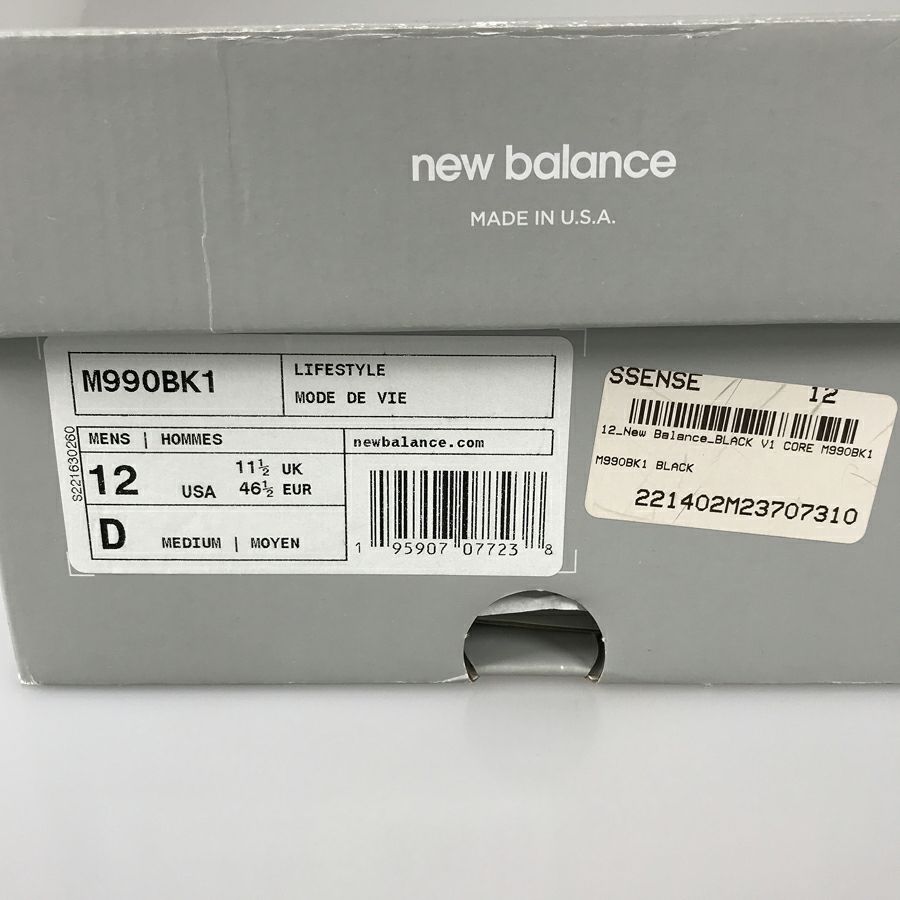 new balance
MADE IN U.S.A.
M990BK1
LIFESTYLE
MODE DE VIE
S221630260
MENS | HOMMES
12 USA 11½ UK
46½ EUR
D MEDIUM | MOYEN
newbalance.com
1 95907 07723 8
SSENSE 12
12_New Balance_BLACK V1 CORE M990BK1
M990BK1 BLACK
221402M23707310